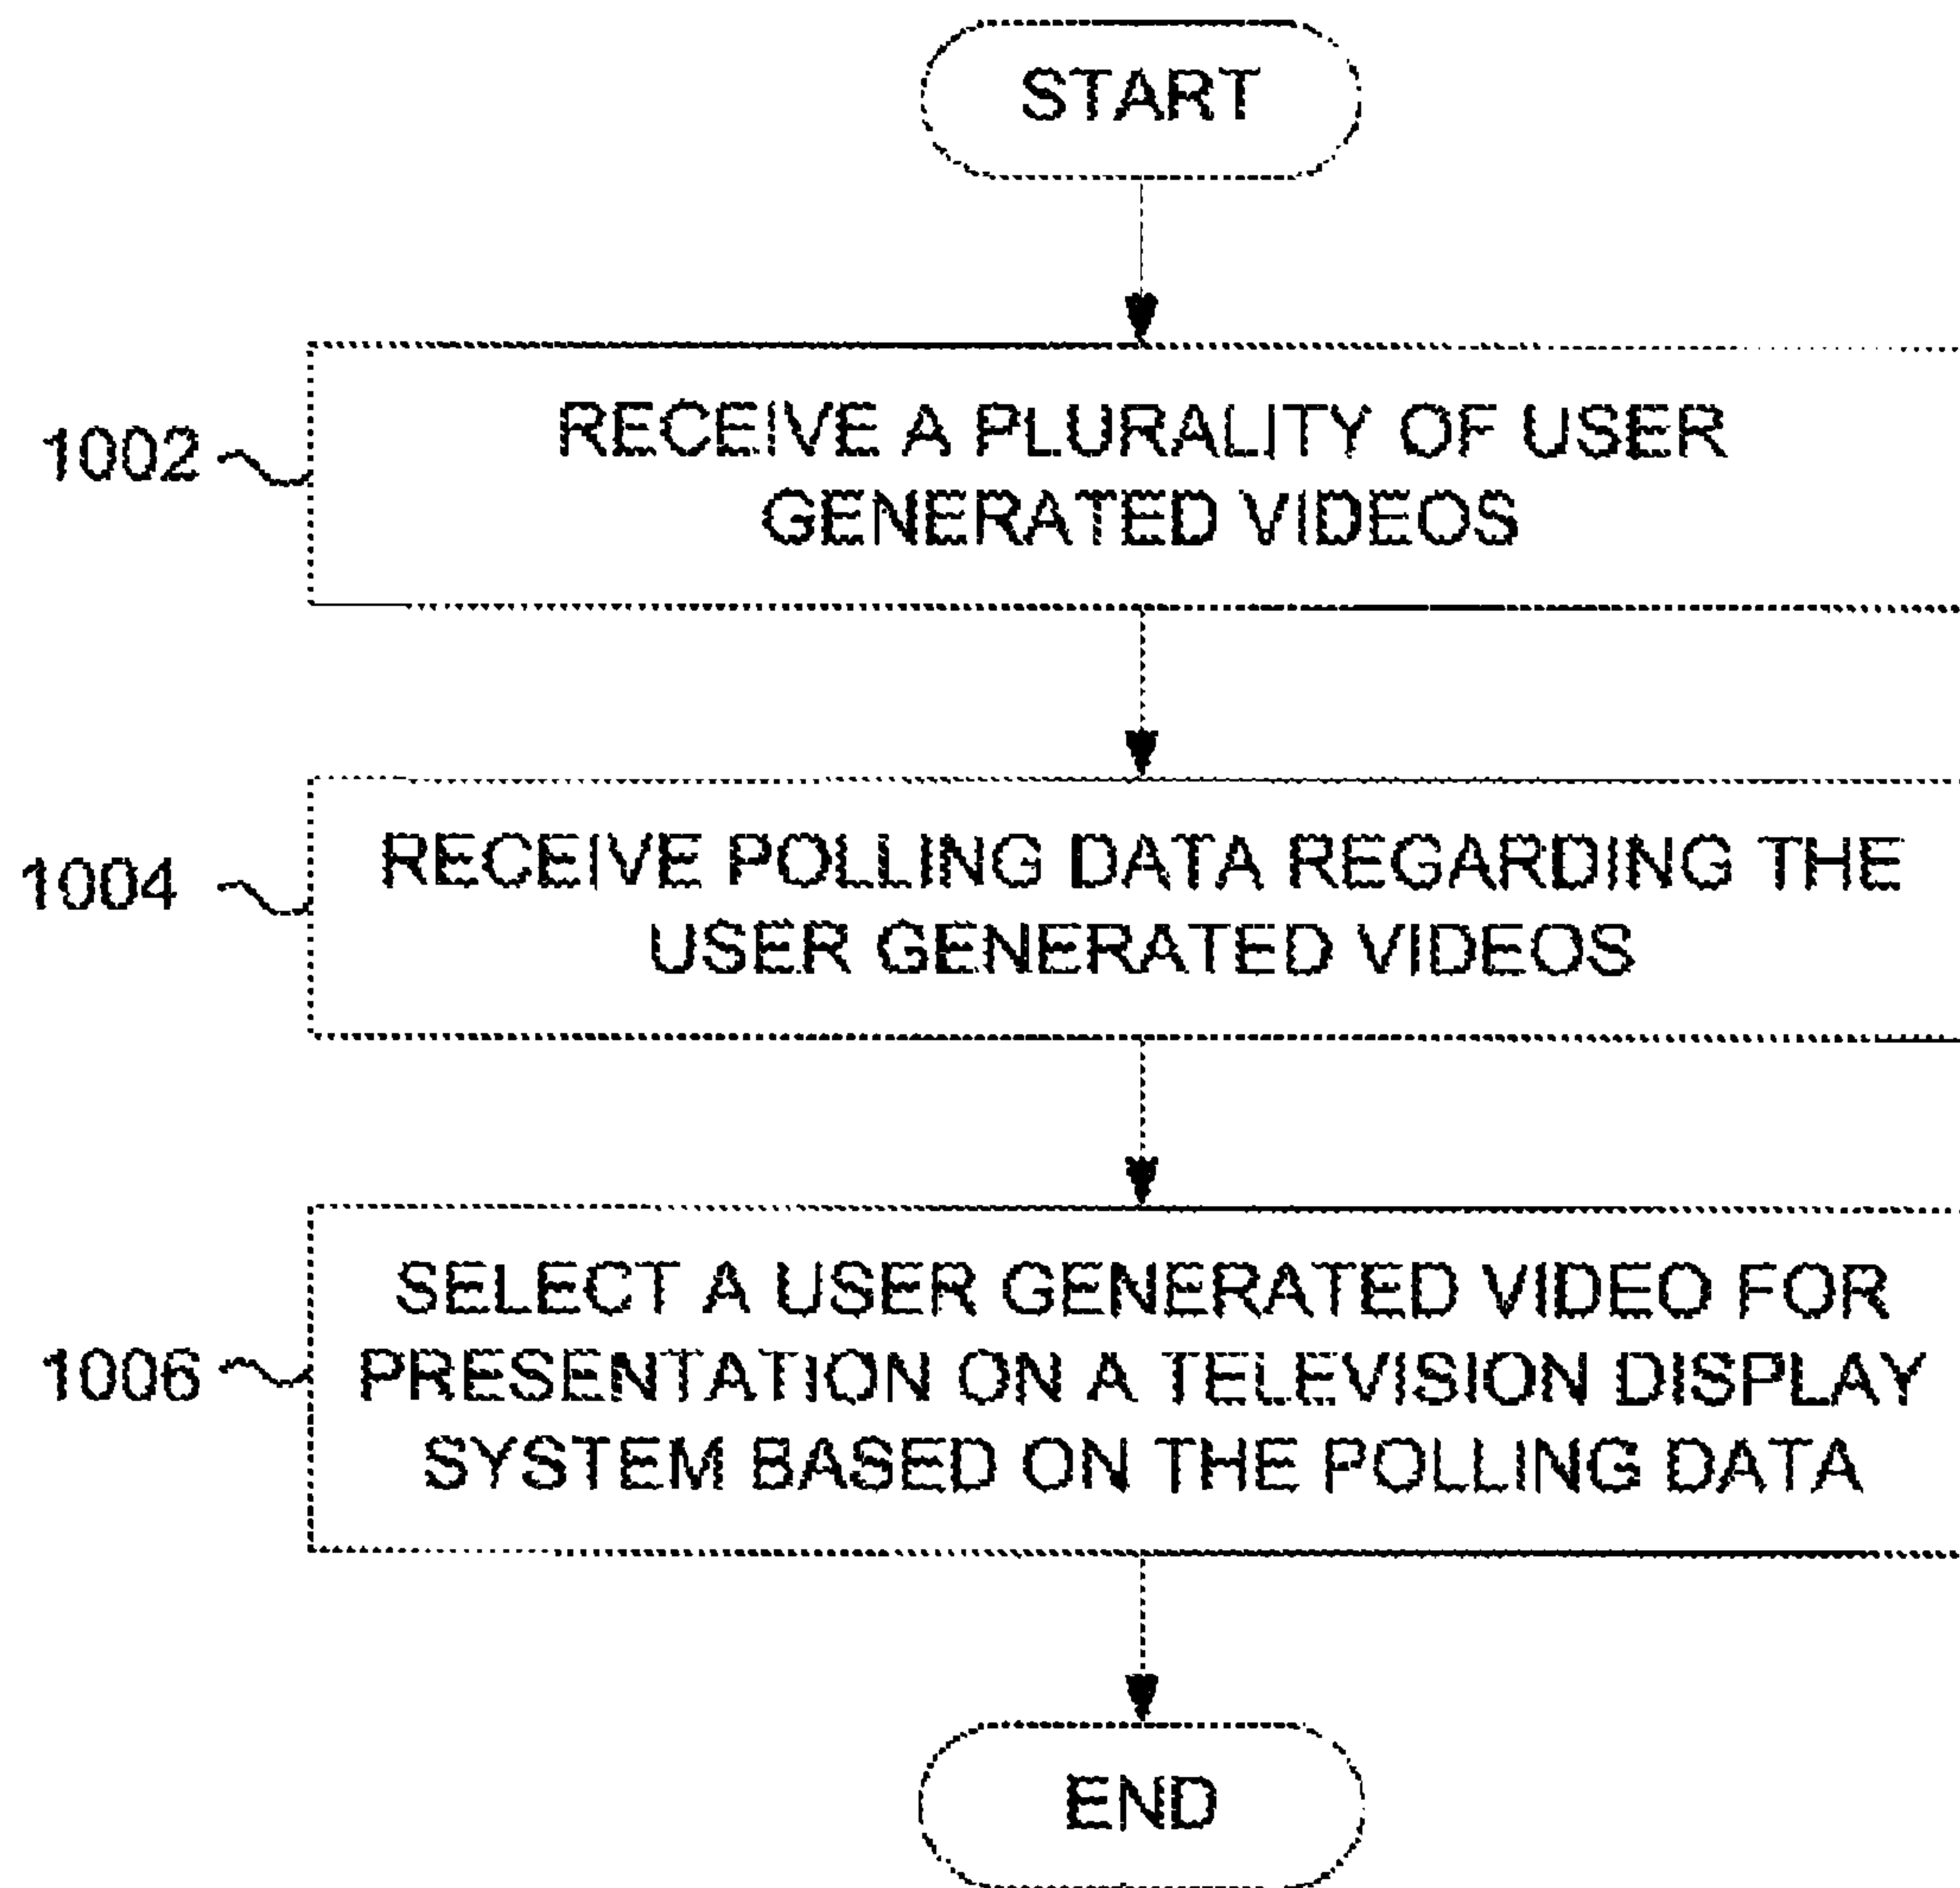 START
1002
RECEIVE A PLURALITY OF USER
GENERATED VIDEOS
1004
RECEIVE POLLING DATA REGARDING THE
USER GENERATED VIDEOS
1006
SELECT A USER GENERATED VIDEO FOR
PRESENTATION ON A TELEVISION DISPLAY
SYSTEM BASED ON THE POLLING DATA
END